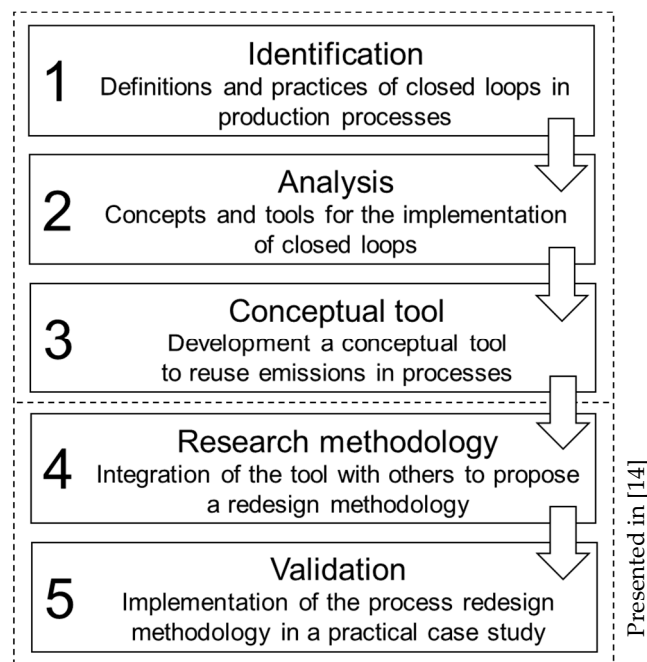 1
Identification
Definitions and practices of closed loops in
production processes
2
Analysis
Concepts and tools for the implementation
of closed loops
3
Conceptual tool
Development a conceptual tool
to reuse emissions in processes
4
Research methodology
Integration of the tool with others to propose
a redesign methodology
5
Validation
Implementation of the process redesign
methodology in a practical case study
Presented in [14]